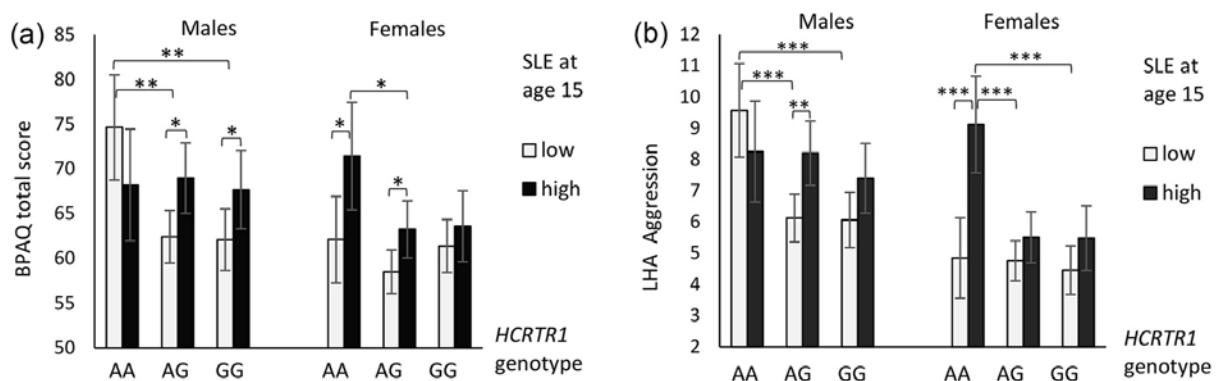 (a)
Males
Females
SLE at
age 15
low
high
BPAQ total score
85
80
75
70
65
60
55
50
**
**
*
*
*
*
*
AA
AG
GG
AA
AG
GG
HCRTR1
genotype
(b)
Males
Females
SLE at
age 15
low
high
LHA Aggression
12
11
10
9
8
7
6
5
4
3
2
***
***
**
***
***
***
AA
AG
GG
AA
AG
GG
HCRTR1
genotype